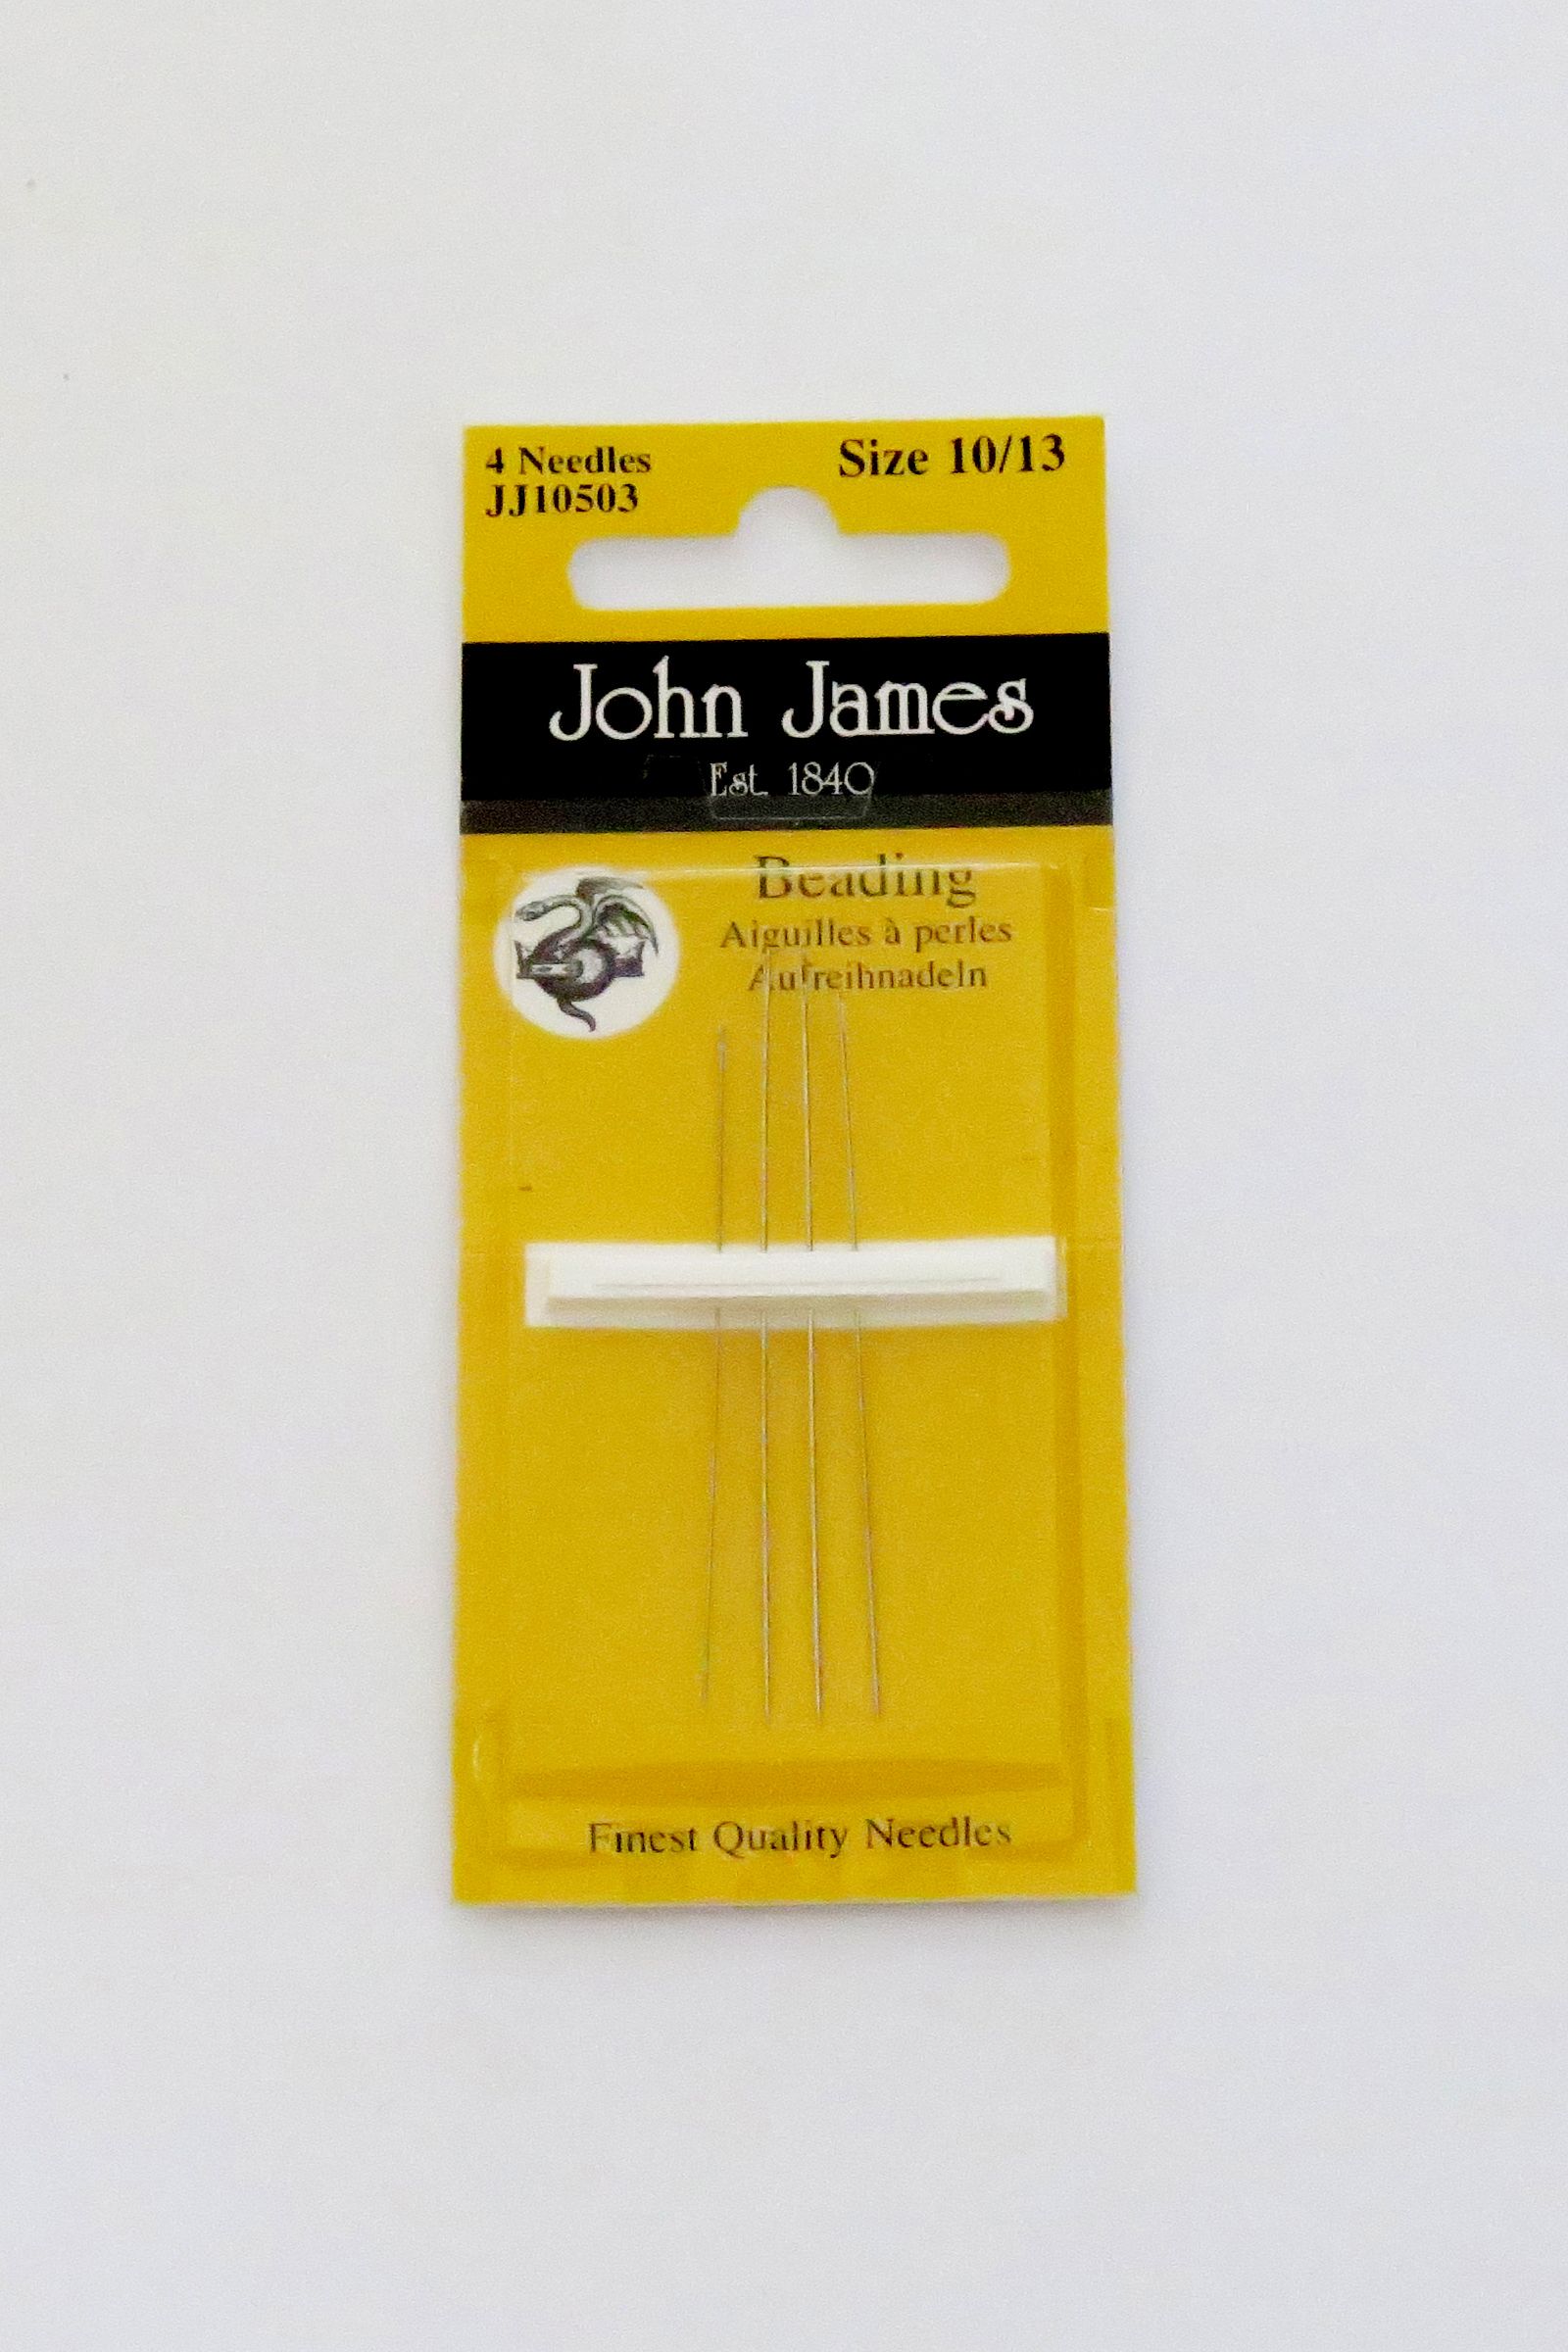 4 Needles
JJ10503
Size 10/13
John James
Est. 1840
Beading
Aiguilles à perles
Aufreihnadeln
Finest Quality Needles